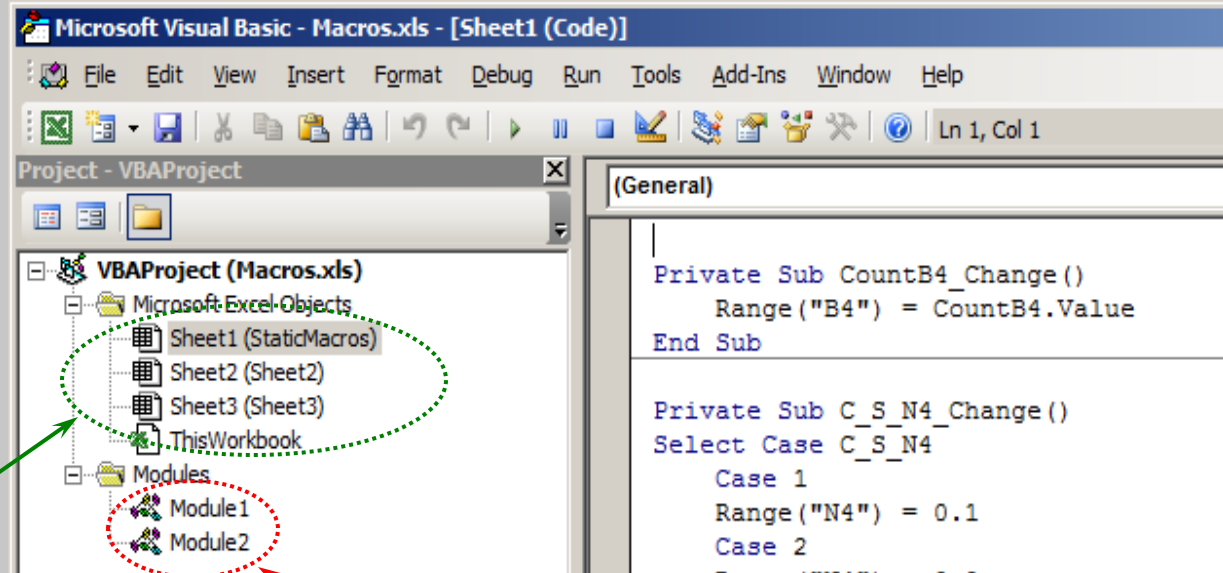 Microsoft Visual Basic - Macros.xls - [Sheet1 (Code)]
File Edit View Insert Format Debug Run Tools Add-Ins Window Help
Ln 1, Col 1
Project - VBAProject
(General)
VBAProject (Macros.xls)
Microsoft Excel Objects
Sheet1 (StaticMacros)
Sheet2 (Sheet2)
Sheet3 (Sheet3)
ThisWorkbook
Modules
Module1
Module2
Private Sub CountB4_Change()
Range("B4") = CountB4.Value
End Sub
Private Sub C_S_N4_Change()
Select Case C_S_N4
Case 1
Range("N4") = 0.1
Case 2